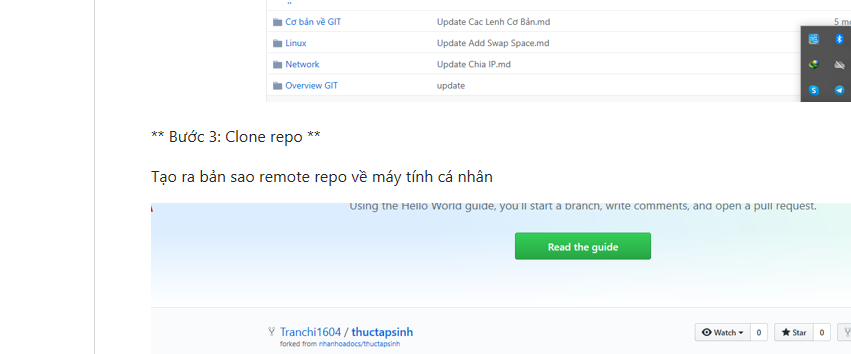 Cơ bản về GIT Update Cac Lenh Cơ Bản.md 5 mo
Linux Update Add Swap Space.md
Network Update Chia IP.md
Overview GIT update
** Bước 3: Clone repo **
Tạo ra bản sao remote repo về máy tính cá nhân
Using the Hello World guide, you'll start a branch, write comments, and open a pull request.
Read the guide
Tranchi1604 / thuctapsinh Watch 0 Star 0
forked from nhanhoadocs/thuctapsinh